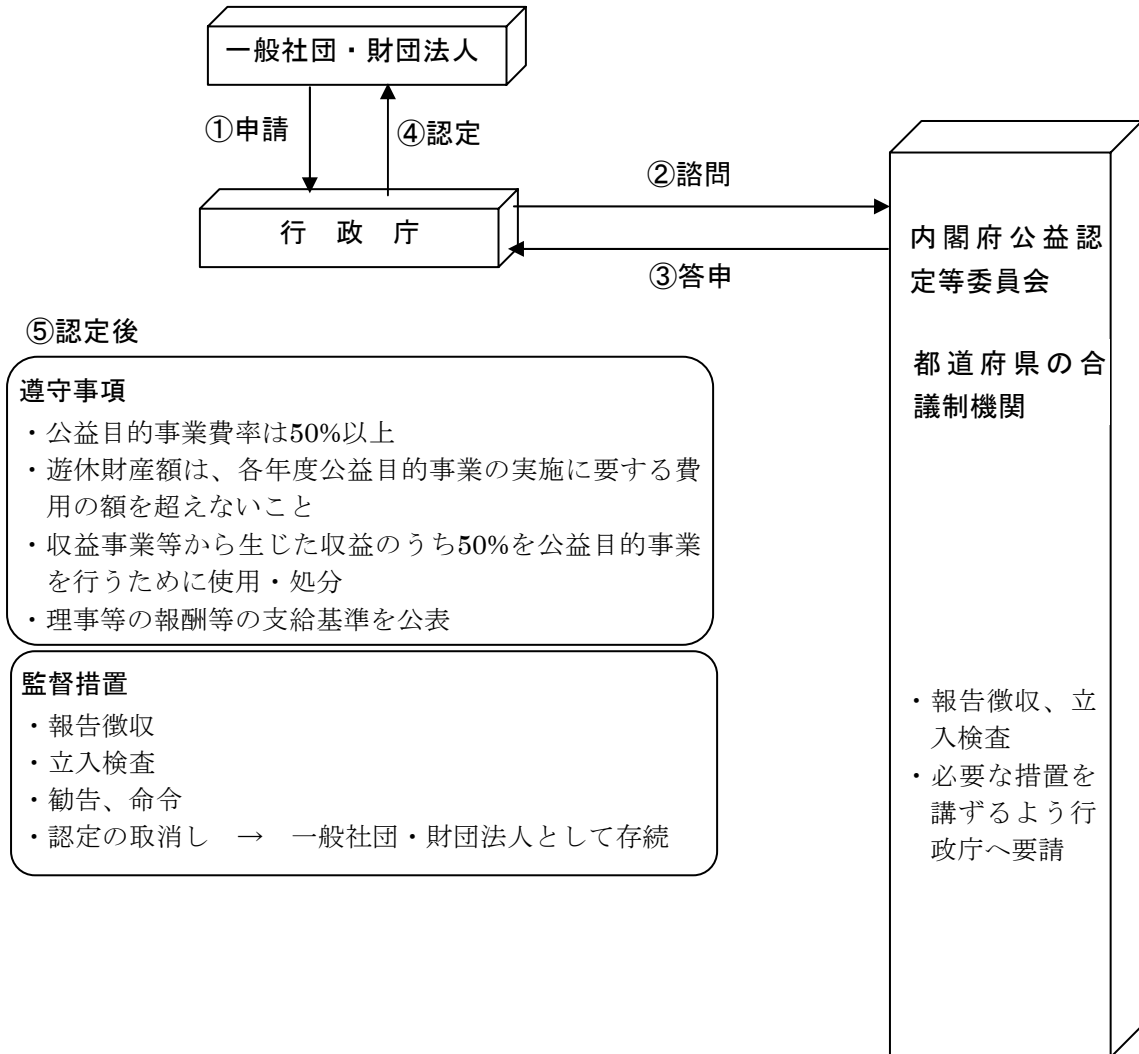 一般社団・財団法人
①申請
④認定
②諮問
行 政 庁
③答申
内閣府公益認
定等委員会
都道府県の合
議制機関
・報告徴収、立
入検査
・必要な措置を
講ずるよう行
政庁へ要請
⑤認定後
遵守事項
・公益目的事業費率は50%以上
・遊休財産額は、各年度公益目的事業の実施に要する費
用の額を超えないこと
・収益事業等から生じた収益のうち50%を公益目的事業
を行うために使用・処分
・理事等の報酬等の支給基準を公表
監督措置
・報告徴収
・立入検査
・勧告、命令
・認定の取消し → 一般社団・財団法人として存続